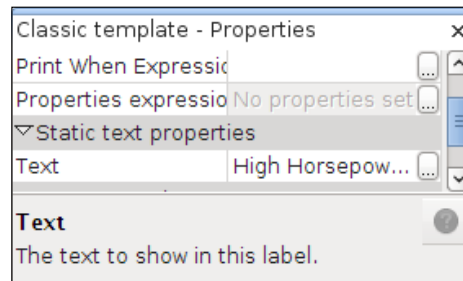 Classic template - Properties
Print When Expressic
Properties expressio No properties set
Static text properties
Text High Horsepow... 
Text
The text to show in this label.